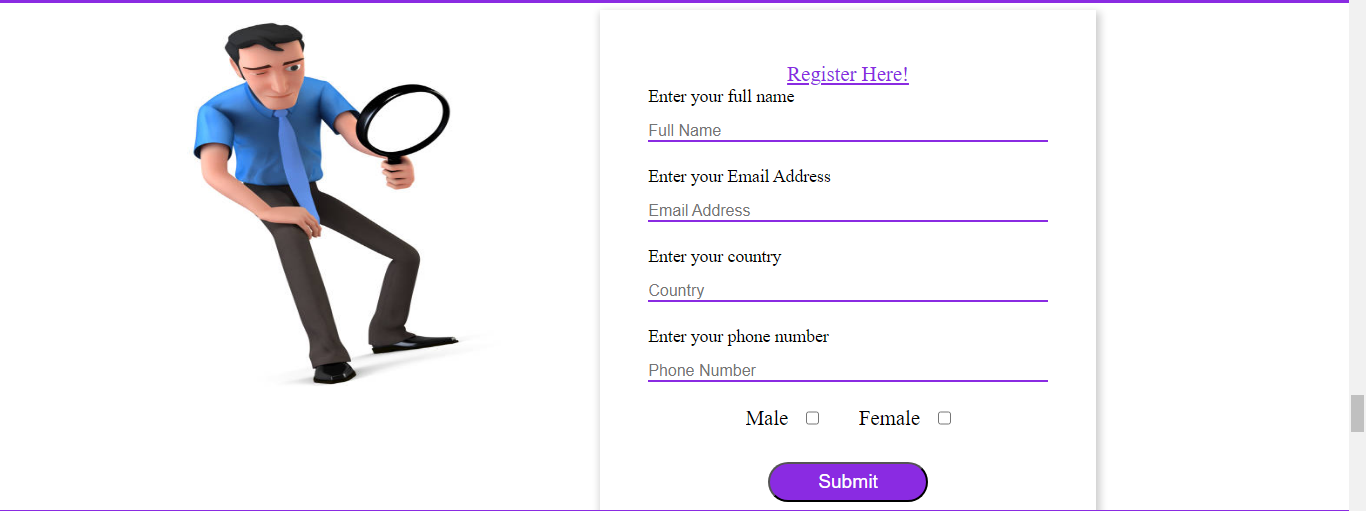 Register Here!
Enter your full name
Full Name
Enter your Email Address
Email Address
Enter your country
Country
Enter your phone number
Phone Number
Male Female
Submit